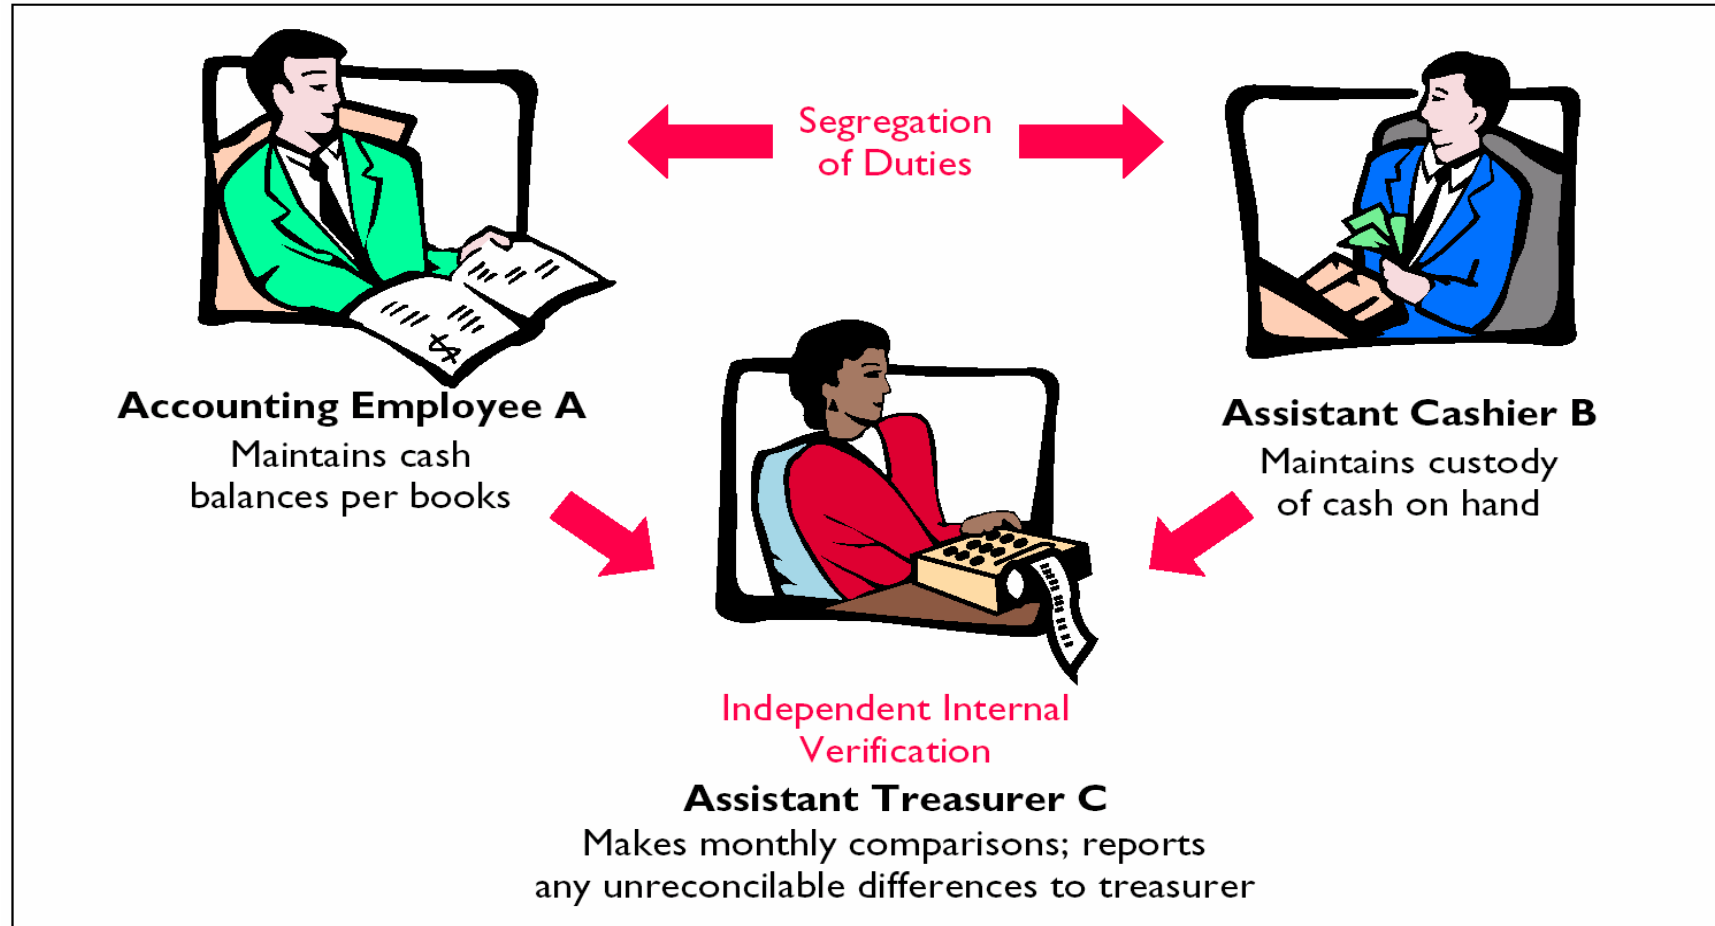 Segregation
of Duties
Accounting Employee A
Maintains cash
balances per books
Assistant Cashier B
Maintains custody
of cash on hand
$
Independent Internal
Verification
Assistant Treasurer C
Makes monthly comparisons; reports
any unreconcilable differences to treasurer